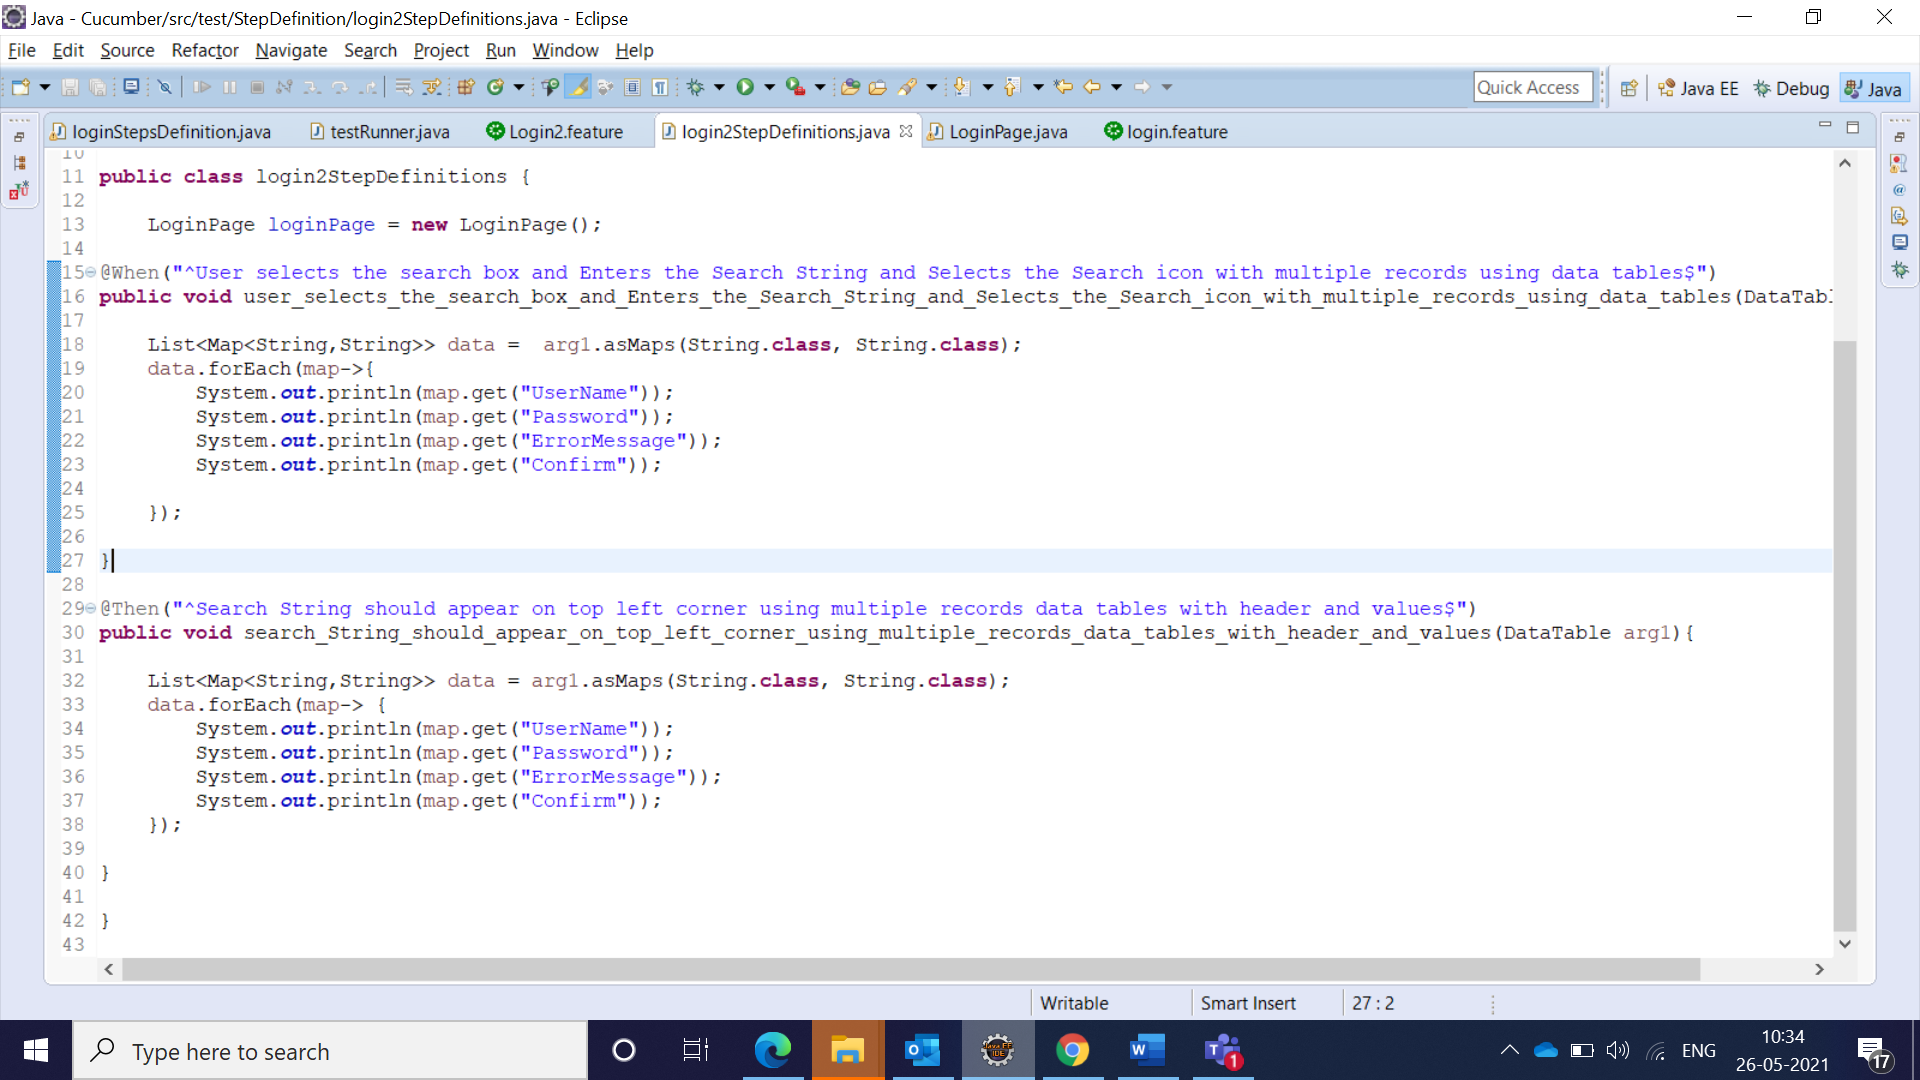 Java - Cucumber/src/test/StepDefinition/login2StepDefinitions.java - Eclipse
File Edit Source Refactor Navigate Search Project Run Window Help
Quick Access Java EE Debug Java
loginStepsDefinition.java testRunner.java Login2.feature login2StepDefinitions.java LoginPage.java login.feature
10
11 public class login2StepDefinitions {
12
13 LoginPage loginPage = new LoginPage();
14
15 @When("^User selects the search box and Enters the Search String and Selects the Search icon with multiple records using data tables$")
16 public void user_selects_the_search_box_and_Enters_the_Search_String_and_Selects_the_Search_icon_with_multiple_records_using_data_tables(DataTabl
17
18 List<Map<String,String>> data =  arg1.asMaps(String.class, String.class);
19 data.forEach(map->{
20 System.out.println(map.get("UserName"));
21 System.out.println(map.get("Password"));
22 System.out.println(map.get("ErrorMessage"));
23 System.out.println(map.get("Confirm"));
24
25 });
26
27 }
28
29 @Then("^Search String should appear on top left corner using multiple records data tables with header and values$")
30 public void search_String_should_appear_on_top_left_corner_using_multiple_records_data_tables_with_header_and_values(DataTable arg1){
31
32 List<Map<String,String>> data = arg1.asMaps(String.class, String.class);
33 data.forEach(map-> {
34 System.out.println(map.get("UserName"));
35 System.out.println(map.get("Password"));
36 System.out.println(map.get("ErrorMessage"));
37 System.out.println(map.get("Confirm"));
38 });
39
40 }
41
42 }
43
Writable Smart Insert 27 : 2
Type here to search
ENG 10:34
26-05-2021
17
1